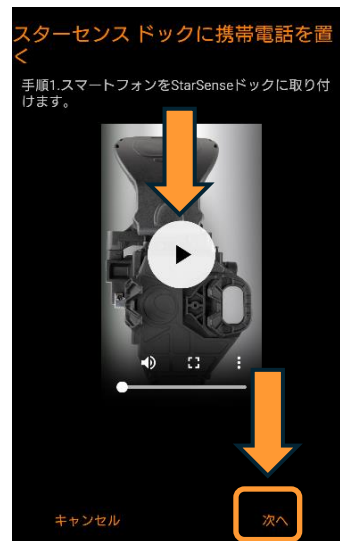 スターセンス ドックに携帯電話を置
く
手順1.スマートフォンをStarSenseドックに取り付
けます。
キャンセル
次へ